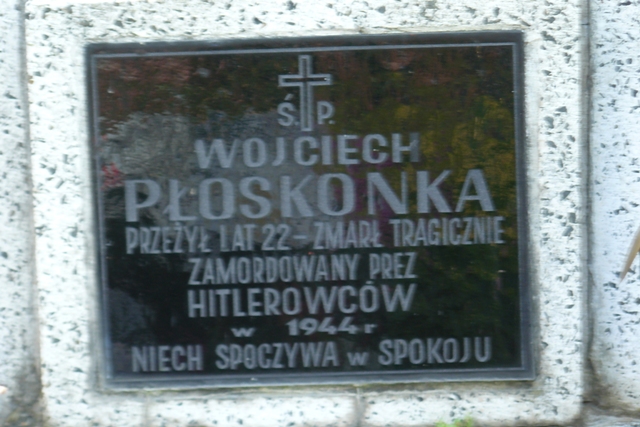 Ś.P.
WOJCIECH
PŁOSKONKA
PRZEŻYŁ LAT 22 – ZMARŁ TRAGICZNIE
ZAMORDOWANY PREZ
HITLEROWCÓW
w 1944 r
NIECH SPOCZYWA w SPOKOJU